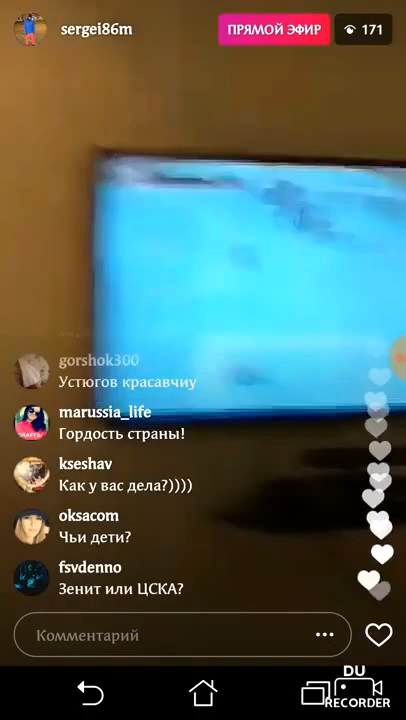 sergei86m
ПРЯМОЙ ЭФИР
171
gorshok300
Устюгов красавчиу
marussia_life
Гордость страны!
kseshav
Как у вас дела?))))
oksacom
Чьи дети?
fsvdenno
Зенит или ЦСКА?
Комментарий
DU
RECORDER